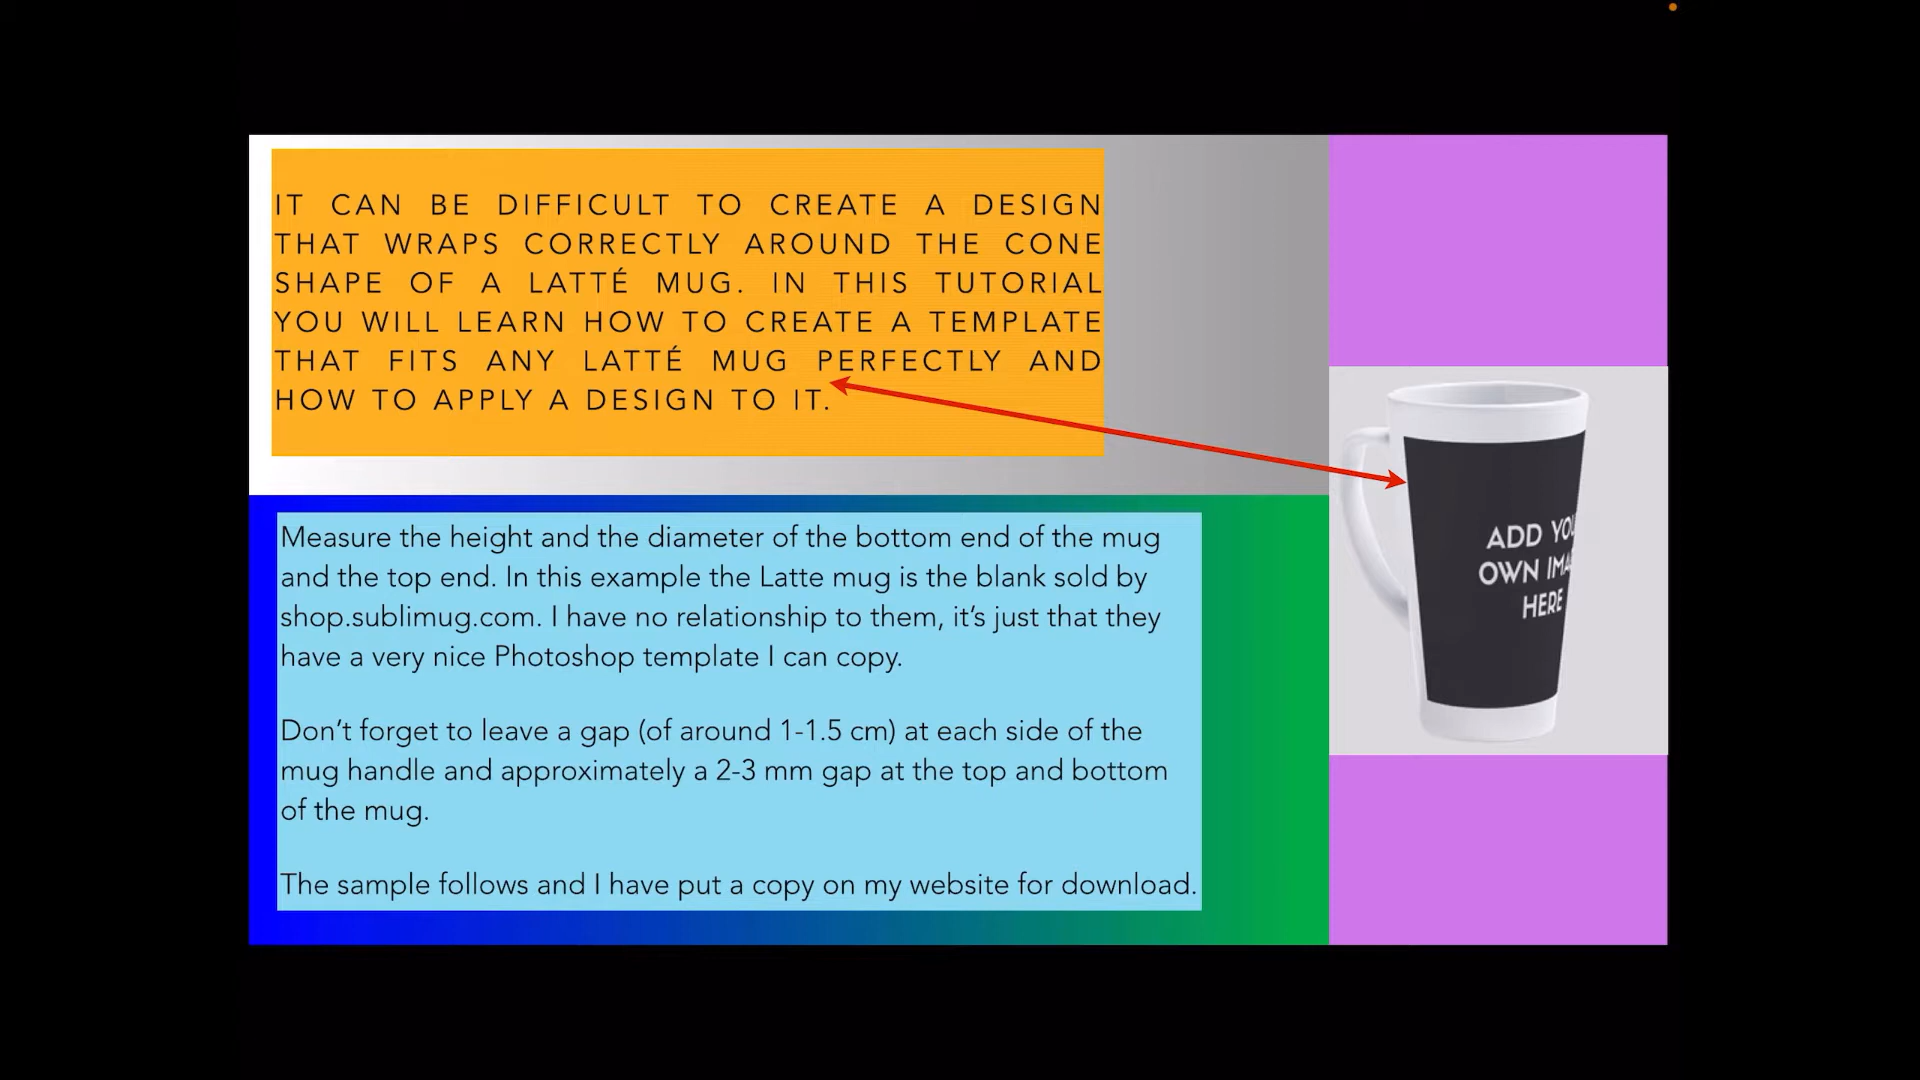 IT CAN BE DIFFICULT TO CREATE A DESIGN
THAT WRAPS CORRECTLY AROUND THE CONE
SHAPE OF A LATTÉ MUG. IN THIS TUTORIAL
YOU WILL LEARN HOW TO CREATE A TEMPLATE
THAT FITS ANY LATTÉ MUG PERFECTLY AND
HOW TO APPLY A DESIGN TO IT.
Measure the height and the diameter of the bottom end of the mug
and the top end. In this example the Latte mug is the blank sold by
shop.sublimug.com. I have no relationship to them, it’s just that they
have a very nice Photoshop template I can copy.
Don’t forget to leave a gap (of around 1-1.5 cm) at each side of the
mug handle and approximately a 2-3 mm gap at the top and bottom
of the mug.
The sample follows and I have put a copy on my website for download.
ADD YOU
OWN IMA
HERE